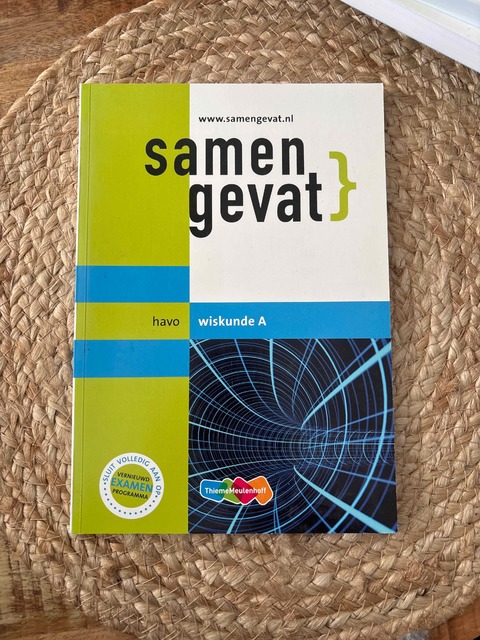 www.samengevat.nl
samen
gevat}
havo
wiskunde A
SLUIT VOLLEDIG AAN OP:
VERNIEUWD
EXAMEN
PROGRAMMA
ThiemeMeulenhoff